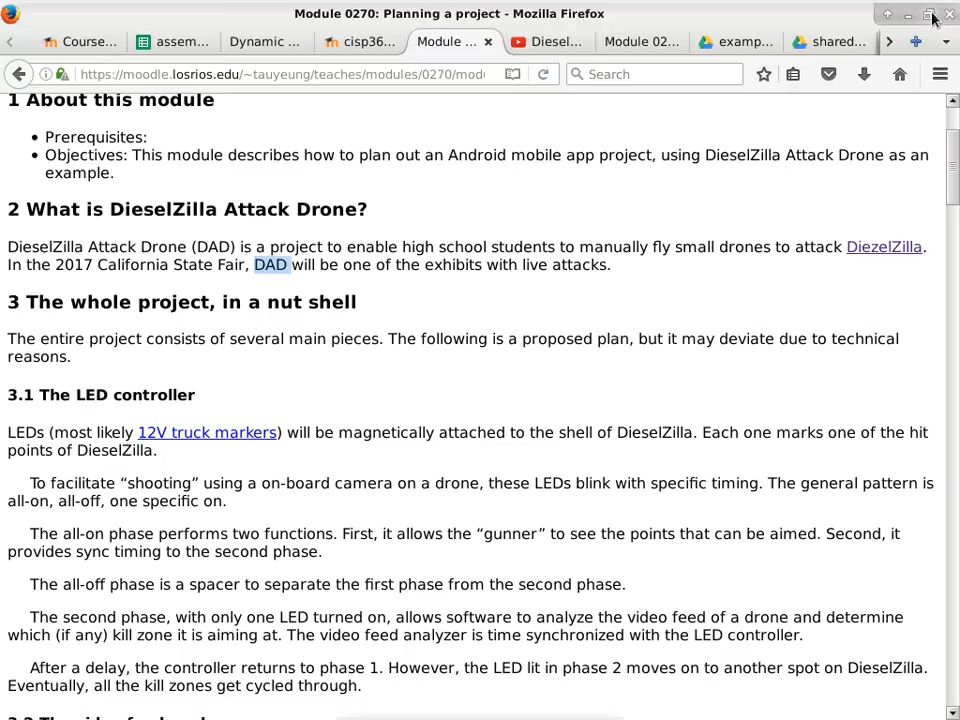 Module 0270: Planning a project - Mozilla Firefox
Course... assem... Dynamic ... cisp36... Module ... Diesel... Module 02... examp... shared...
https://moodle.losrios.edu/~tauyeung/teaches/modules/0270/modu Search
1 About this module
• Prerequisites:
• Objectives: This module describes how to plan out an Android mobile app project, using DieselZilla Attack Drone as an
example.
2 What is DieselZilla Attack Drone?
DieselZilla Attack Drone (DAD) is a project to enable high school students to manually fly small drones to attack DiezelZilla.
In the 2017 California State Fair, DAD will be one of the exhibits with live attacks.
3 The whole project, in a nut shell
The entire project consists of several main pieces. The following is a proposed plan, but it may deviate due to technical
reasons.
3.1 The LED controller
LEDs (most likely 12V truck markers) will be magnetically attached to the shell of DieselZilla. Each one marks one of the hit
points of DieselZilla.
To facilitate “shooting” using a on-board camera on a drone, these LEDs blink with specific timing. The general pattern is
all-on, all-off, one specific on.
The all-on phase performs two functions. First, it allows the “gunner” to see the points that can be aimed. Second, it
provides sync timing to the second phase.
The all-off phase is a spacer to separate the first phase from the second phase.
The second phase, with only one LED turned on, allows software to analyze the video feed of a drone and determine
which (if any) kill zone it is aiming at. The video feed analyzer is time synchronized with the LED controller.
After a delay, the controller returns to phase 1. However, the LED lit in phase 2 moves on to another spot on DieselZilla.
Eventually, all the kill zones get cycled through.